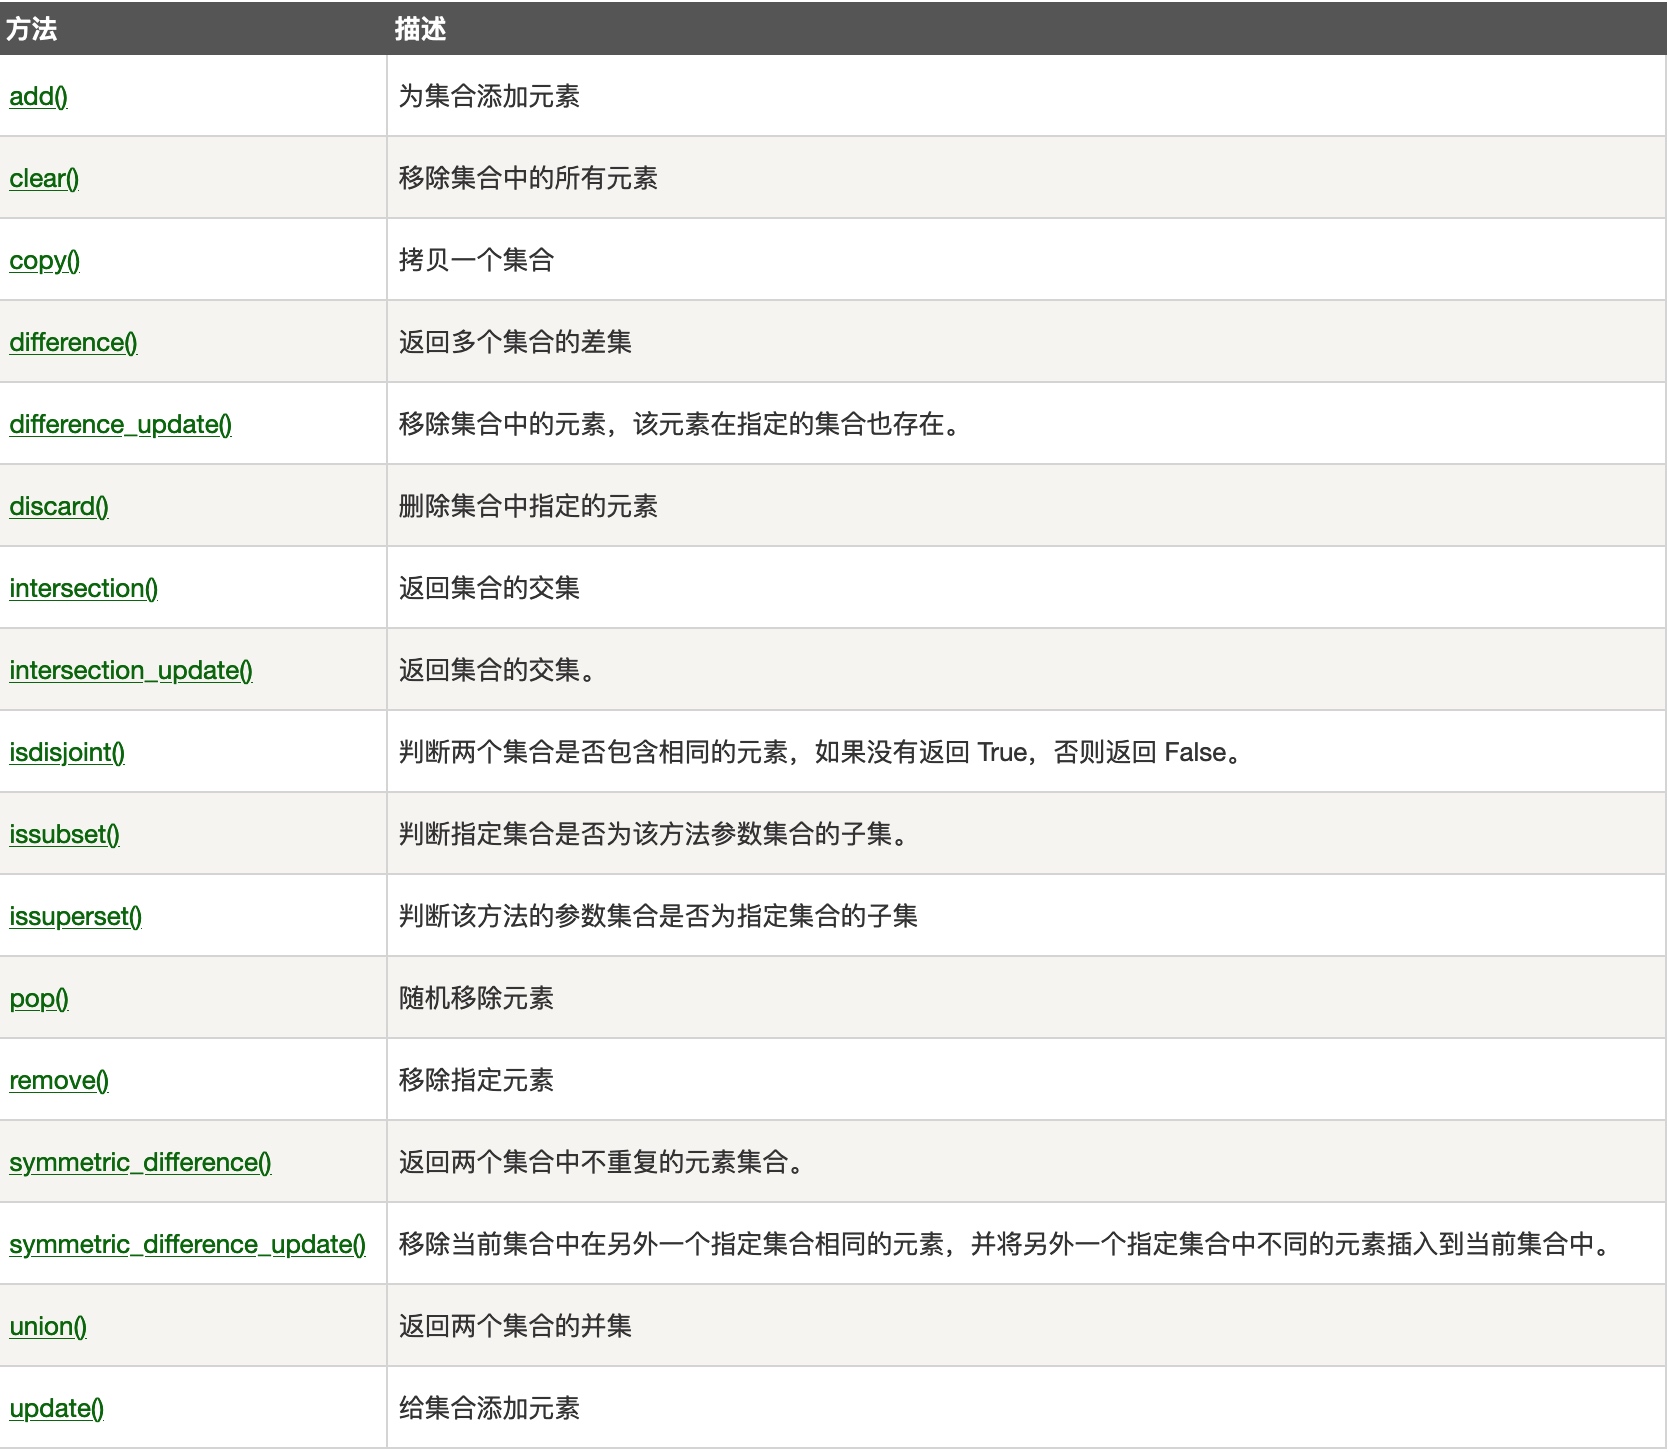 方法 描述
add() 为集合添加元素
clear() 移除集合中的所有元素
copy() 拷贝一个集合
difference() 返回多个集合的差集
difference_update() 移除集合中的元素，该元素在指定的集合也存在。
discard() 删除集合中指定的元素
intersection() 返回集合的交集
intersection_update() 返回集合的交集。
isdisjoint() 判断两个集合是否包含相同的元素，如果没有返回 True，否则返回 False。
issubset() 判断指定集合是否为该方法参数集合的子集。
issuperset() 判断该方法的参数集合是否为指定集合的子集
pop() 随机移除元素
remove() 移除指定元素
symmetric_difference() 返回两个集合中不重复的元素集合。
symmetric_difference_update() 移除当前集合中在另外一个指定集合相同的元素，并将另外一个指定集合中不同的元素插入到当前集合中。
union() 返回两个集合的并集
update() 给集合添加元素